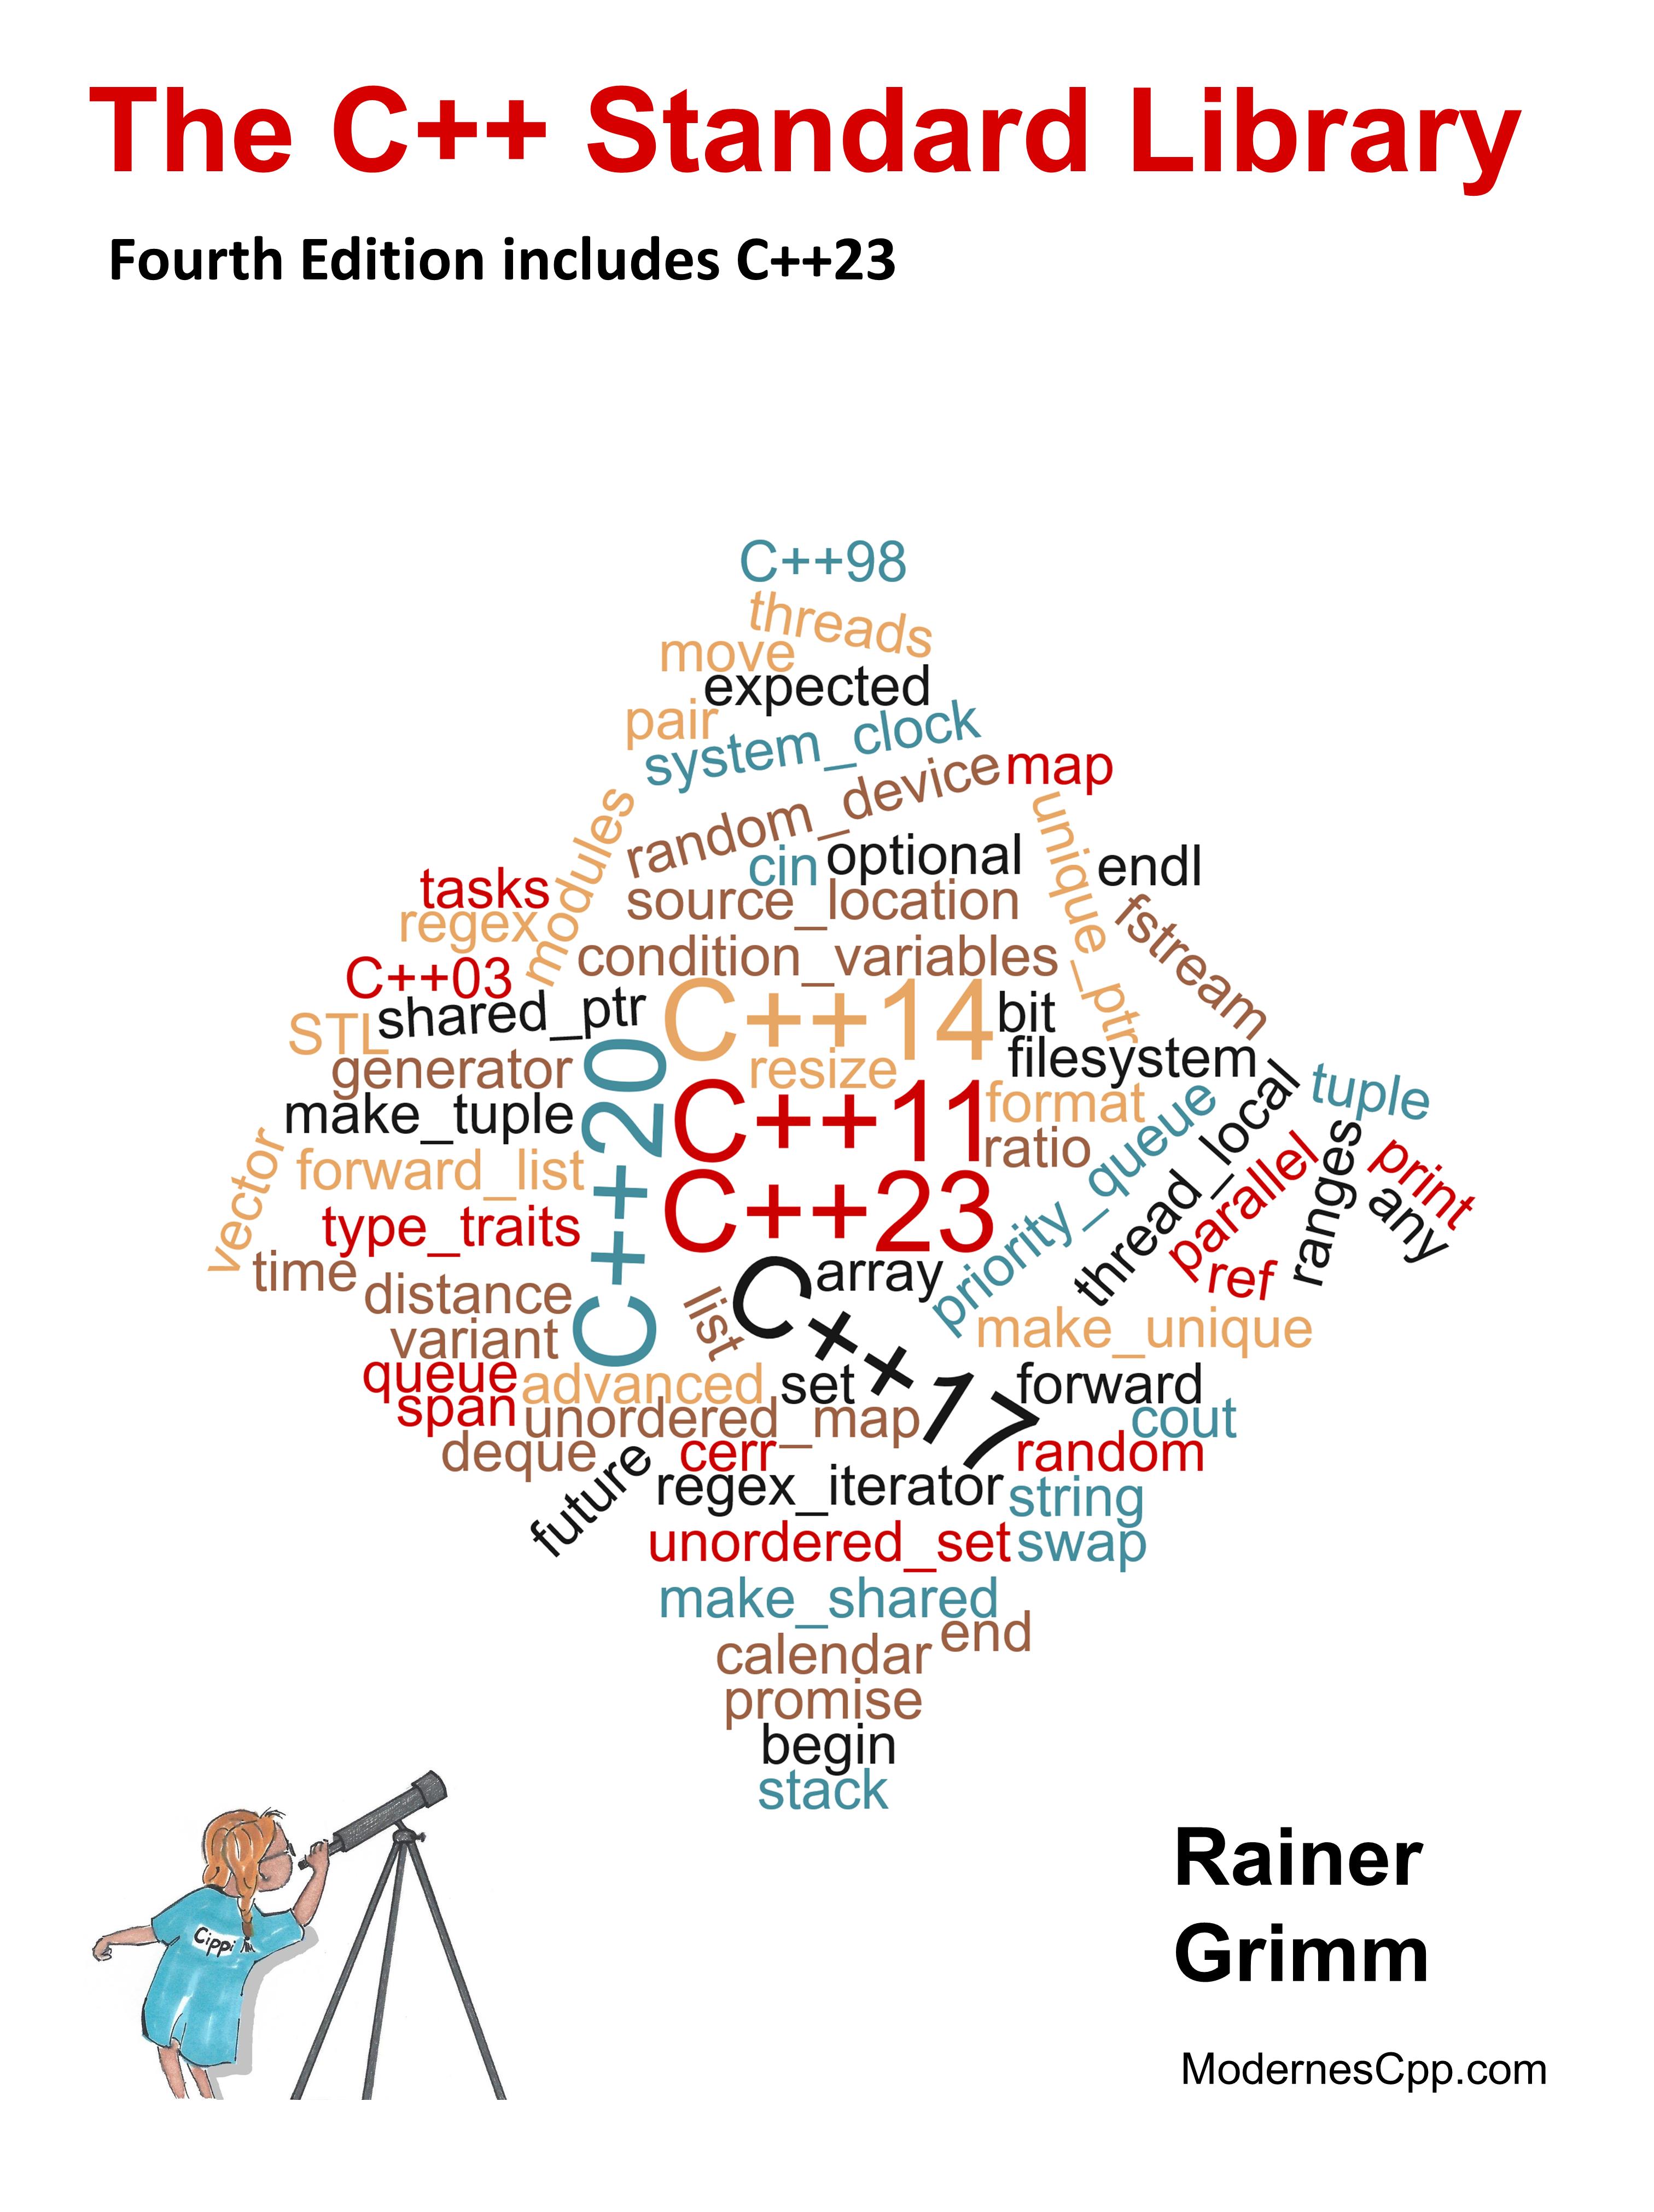 The C++ Standard Library
Fourth Edition includes C++23
C++98
threads
move
expected
pair
system_clock
random_device
map
modules
unique_ptr
cin
optional
endl
tasks
source_location
regex
fstream
condition_variables
C++03
shared_ptr
C++14
bit
STL
generator
resize
filesystem
C++20
make_tuple
C++11
format
ratio
priority_queue
thread_local
tuple
vector
forward_list
parallel
ranges
print
any
type_traits
C++23
ref
time
distance
list
C++17
array
make_unique
variant
queue
advanced
set
forward
span
unordered_map
cout
deque
future
cerr
random
regex_iterator
string
unordered_set
swap
make_shared
end
calendar
promise
begin
stack
Cippi
Rainer
Grimm
ModernesCpp.com